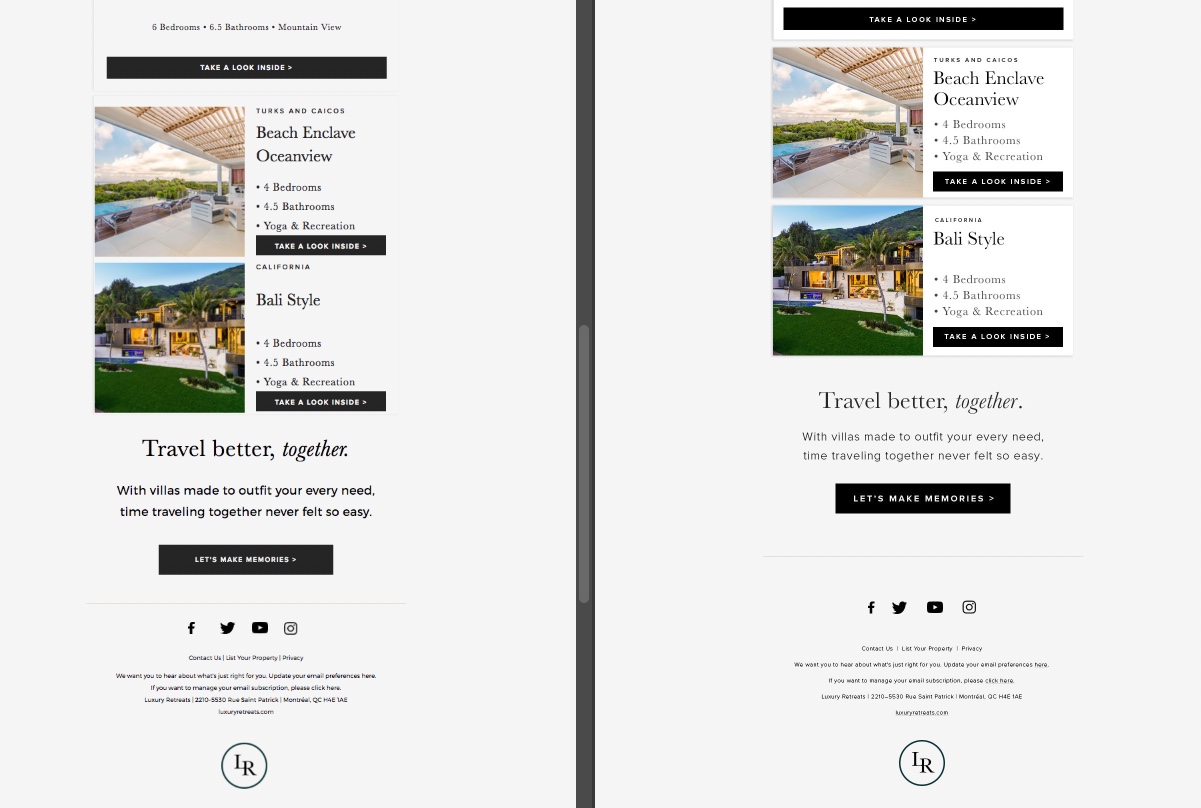 6 Bedrooms • 6.5 Bathrooms • Mountain View
TAKE A LOOK INSIDE >
TURKS AND CAICOS
Beach Enclave
Oceanview
• 4 Bedrooms
• 4.5 Bathrooms
• Yoga & Recreation
TAKE A LOOK INSIDE >
CALIFORNIA
Bali Style
• 4 Bedrooms
• 4.5 Bathrooms
• Yoga & Recreation
TAKE A LOOK INSIDE >
Travel better, together.
With villas made to outfit your every need,
time traveling together never felt so easy.
LET'S MAKE MEMORIES >
Contact Us | List Your Property | Privacy
We want you to hear about what's just right for you. Update your email preferences here.
If you want to manage your email subscription, please click here.
Luxury Retreats | 2210-5530 Rue Saint Patrick | Montréal, QC H4E 1AE
luxuryretreats.com
LR
TAKE A LOOK INSIDE >
TURKS AND CAICOS
Beach Enclave
Oceanview
• 4 Bedrooms
• 4.5 Bathrooms
• Yoga & Recreation
TAKE A LOOK INSIDE >
CALIFORNIA
Bali Style
• 4 Bedrooms
• 4.5 Bathrooms
• Yoga & Recreation
TAKE A LOOK INSIDE >
Travel better, together.
With villas made to outfit your every need,
time traveling together never felt so easy.
LET'S MAKE MEMORIES >
Contact Us | List Your Property | Privacy
We want you to hear about what's just right for you. Update your email preferences here.
If you want to manage your email subscription, please click here.
Luxury Retreats | 2210–5530 Rue Saint Patrick | Montréal, QC H4E 1AE
luxuryretreats.com
LR